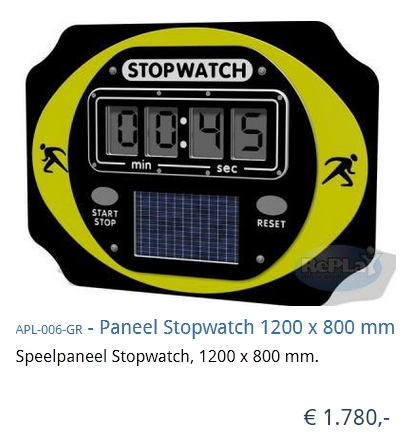 STOPWATCH
00:45
min sec
START
STOP
RESET
RePLay
APL-006-GR - Paneel Stopwatch 1200 x 800 mm
Speelpaneel Stopwatch, 1200 x 800 mm.
€ 1.780,-